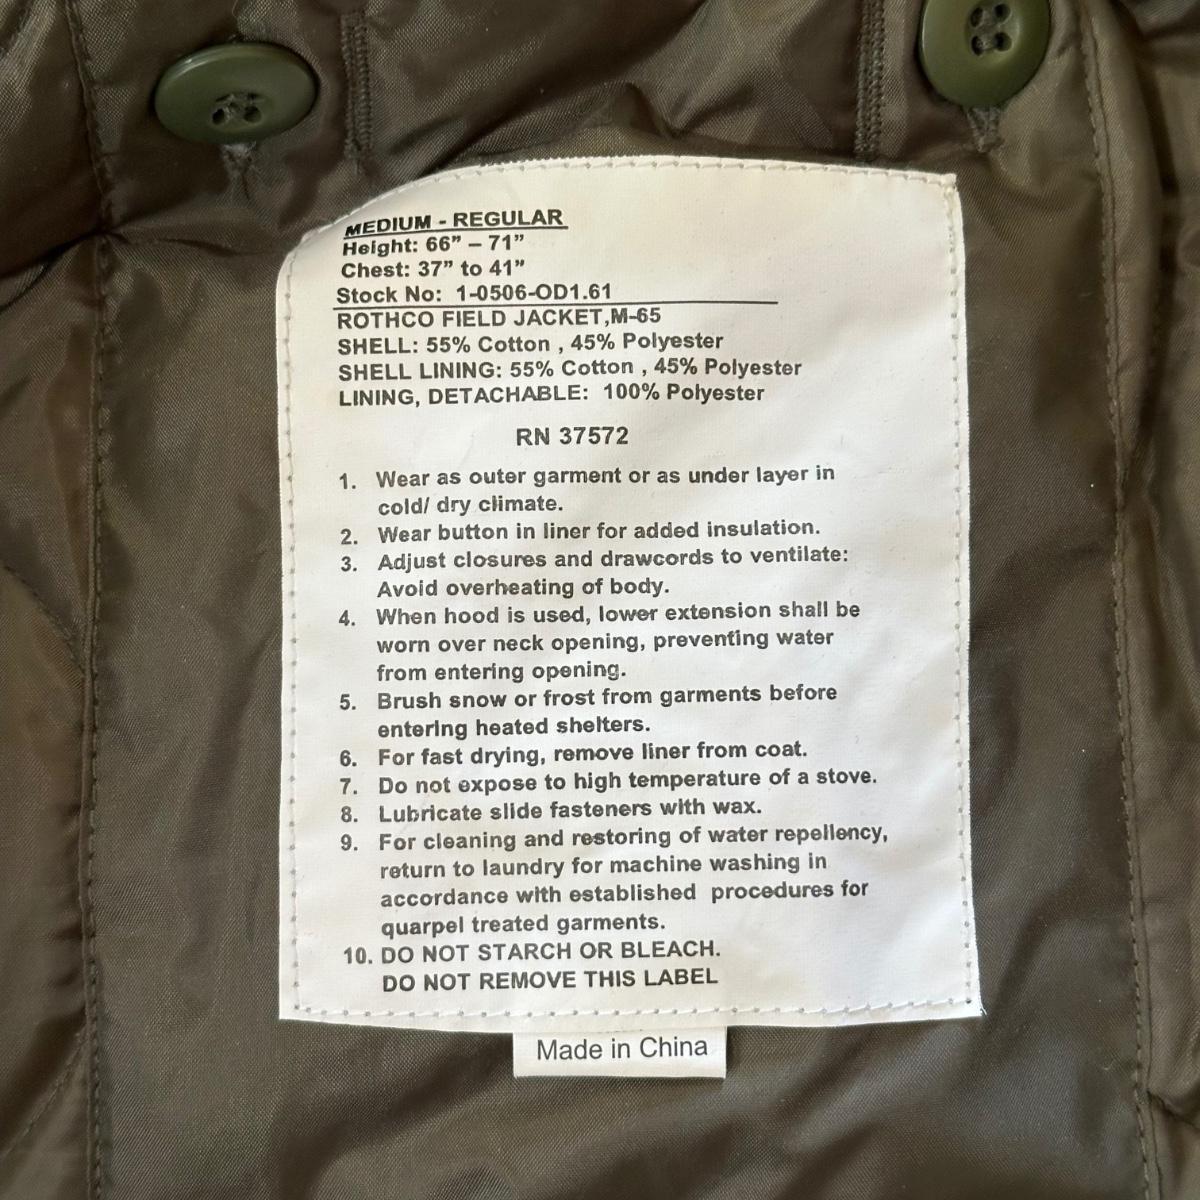 MEDIUM - REGULAR
Height: 66" – 71"
Chest: 37" to 41"
Stock No: 1-0506-OD1.61
ROTHCO FIELD JACKET,M-65
SHELL: 55% Cotton , 45% Polyester
SHELL LINING: 55% Cotton , 45% Polyester
LINING, DETACHABLE: 100% Polyester
RN 37572
1. Wear as outer garment or as under layer in
cold/ dry climate.
2. Wear button in liner for added insulation.
3. Adjust closures and drawcords to ventilate:
Avoid overheating of body.
4. When hood is used, lower extension shall be
worn over neck opening, preventing water
from entering opening.
5. Brush snow or frost from garments before
entering heated shelters.
6. For fast drying, remove liner from coat.
7. Do not expose to high temperature of a stove.
8. Lubricate slide fasteners with wax.
9. For cleaning and restoring of water repellency,
return to laundry for machine washing in
accordance with established procedures for
quarpel treated garments.
10. DO NOT STARCH OR BLEACH.
DO NOT REMOVE THIS LABEL
Made in China